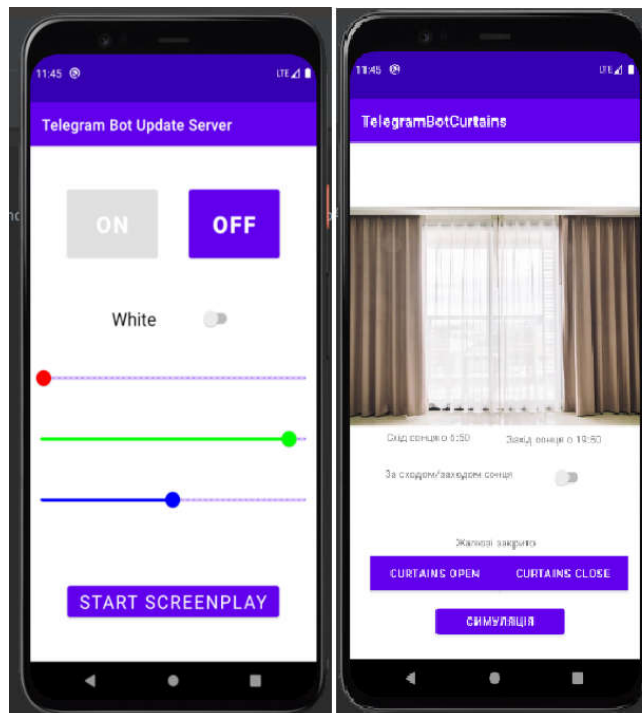 11:45
LTE
Telegram Bot Update Server
ON
OFF
White
START SCREENPLAY
11:45
LTE
TelegramBotCurtains
Схід сонця о 6:50
Захід сонця о 19:50
За сходом/заходом сонця
Жалюзі закрито
CURTAINS OPEN
CURTAINS CLOSE
СИМУЛЯЦІЯ